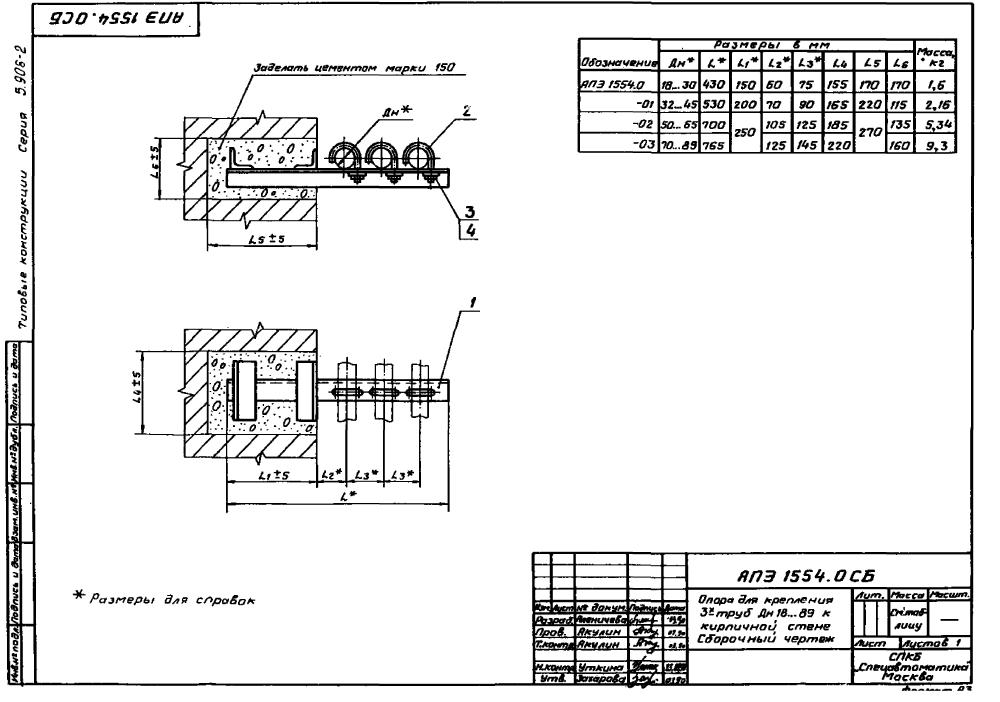 АПЭ 1554.0СБ
Типовые конструкции Серия 5.908-2
Заделать цементом марки 150
Дн*
2
3
4
L6±5
L5±5
1
L4±5
L1±5 L2* L3* L3*
L*
* Размеры для справок
Обозначение Размеры в мм Масса, кг
Дн* L* L1* L2* L3* L4 L5 L6
АПЭ 1554.0 18...30 430 150 60 75 155 170 170 1,6
-01 32...45 530 200 70 90 165 220 115 2,16
-02 50...65 700 250 105 125 185 270 135 5,34
-03 70...89 765 125 145 220 160 9,3
Инв.№ подл. Подпись и дата Взам.инв.№ Инв.№ дубл. Подпись и дата
АПЭ 1554.0СБ
Изм. Лист № докум. Подпись Дата
Разраб.
Пров. Акулин
Т.контр. Акулин
Н.контр. Уткина
Утв. Захарова
Опора для крепления
3х труб Дн 18...89 к
кирпичной стене
Сборочный чертеж
Лит. Масса Масшт.
См.таб-
лицу —
Лист Листов 1
СПКБ
"Спецавтоматика"
Москва
Формат А3